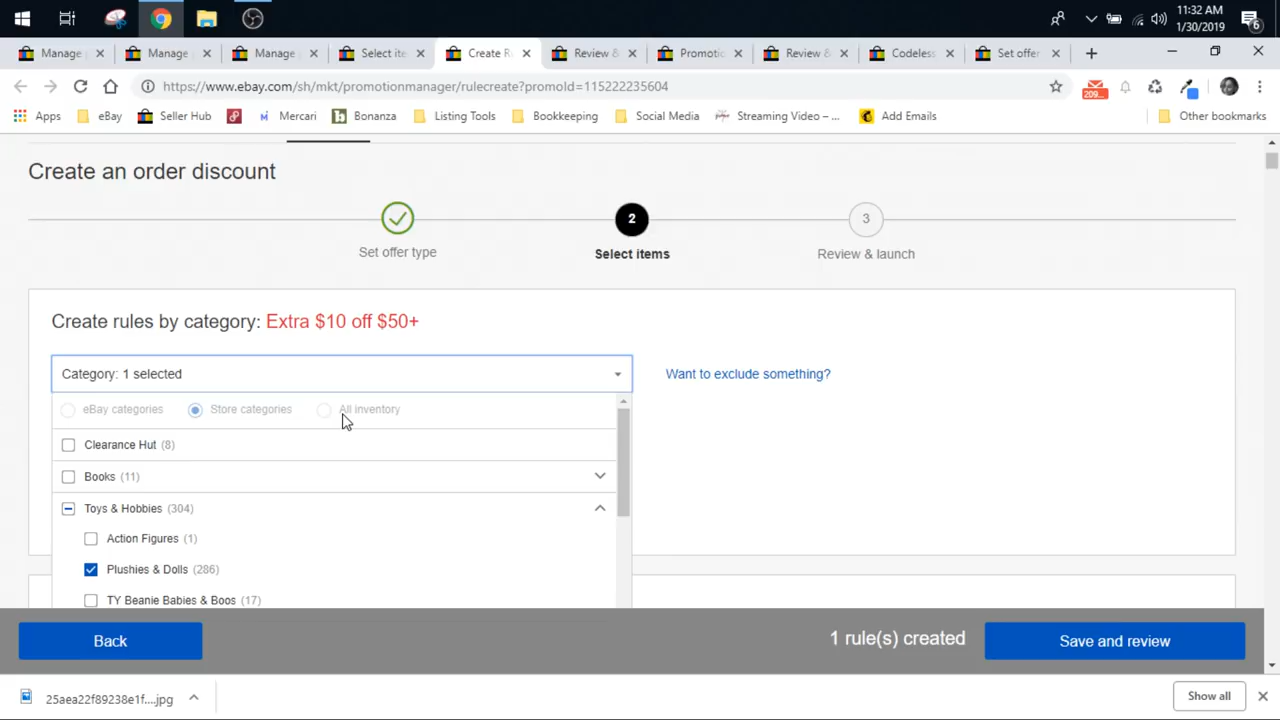 11:32 AM
1/30/2019
6
Manage
Manage
Manage
Select ite
Create R
Review &
Promotic
Review &
Codeless
Set offer
https://www.ebay.com/sh/mkt/promotionmanager/rulecreate?promoId=115222235604
209...
Apps
eBay
Seller Hub
Mercari
Bonanza
Listing Tools
Bookkeeping
Social Media
Streaming Video – ...
Add Emails
Other bookmarks
Create an order discount
2
3
Set offer type
Select items
Review & launch
Create rules by category: Extra $10 off $50+
Category: 1 selected
Want to exclude something?
eBay categories
Store categories
All inventory
Clearance Hut (8)
Books (11)
Toys & Hobbies (304)
Action Figures (1)
Plushies & Dolls (286)
TY Beanie Babies & Boos (17)
Back
1 rule(s) created
Save and review
25aea22f89238e1f....jpg
Show all